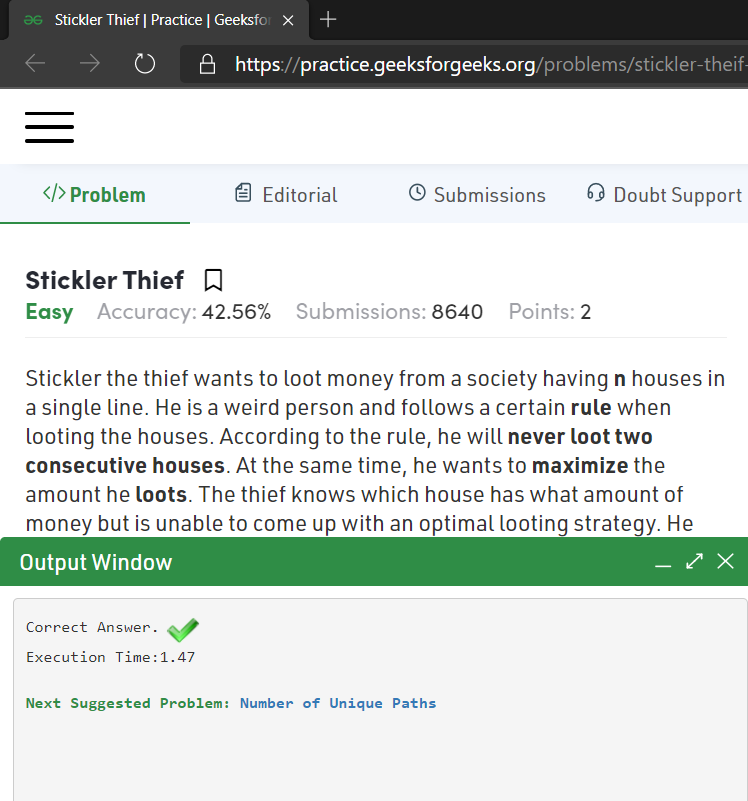 Stickler Thief | Practice | Geeksfor
https://practice.geeksforgeeks.org/problems/stickler-theif-
</> Problem
Editorial
Submissions
Doubt Support
Stickler Thief
Easy Accuracy: 42.56% Submissions: 8640 Points: 2
Stickler the thief wants to loot money from a society having n houses in
a single line. He is a weird person and follows a certain rule when
looting the houses. According to the rule, he will never loot two
consecutive houses. At the same time, he wants to maximize the
amount he loots. The thief knows which house has what amount of
money but is unable to come up with an optimal looting strategy. He
Output Window
Correct Answer.
Execution Time:1.47
Next Suggested Problem: Number of Unique Paths